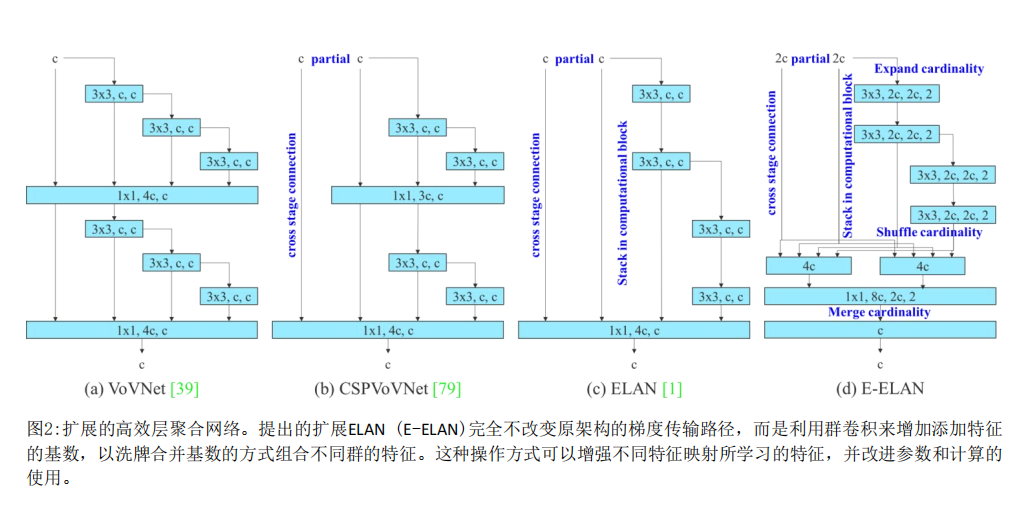 c
3x3, c, c
3x3, c, c
3x3, c, c
1x1, 4c, c
3x3, c, c
3x3, c, c
3x3, c, c
1x1, 4c, c
c
(a) VoVNet [39]
c partial c
cross stage connection
3x3, c, c
3x3, c, c
1x1, 3c, c
3x3, c, c
3x3, c, c
1x1, 4c, c
c
(b) CSPVoVNet [79]
c partial c
cross stage connection
Stack in computational block
3x3, c, c
3x3, c, c
3x3, c, c
3x3, c, c
1x1, 4c, c
c
(c) ELAN [1]
2c partial 2c
Expand cardinality
cross stage connection
Stack in computational block
3x3, 2c, 2c, 2
3x3, 2c, 2c, 2
3x3, 2c, 2c, 2
3x3, 2c, 2c, 2
Shuffle cardinality
4c
4c
1x1, 8c, 2c, 2
Merge cardinality
c
c
(d) E-ELAN
图2:扩展的高效层聚合网络。提出的扩展ELAN (E-ELAN)完全不改变原架构的梯度传输路径，而是利用群卷积来增加添加特征
的基数，以洗牌合并基数的方式组合不同群的特征。这种操作方式可以增强不同特征映射所学习的特征，并改进参数和计算的
使用。